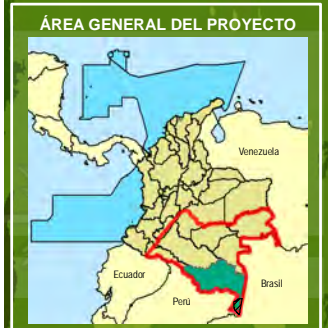 ÁREA GENERAL DEL PROYECTO
Venezuela
Ecuador
Brasil
Perú